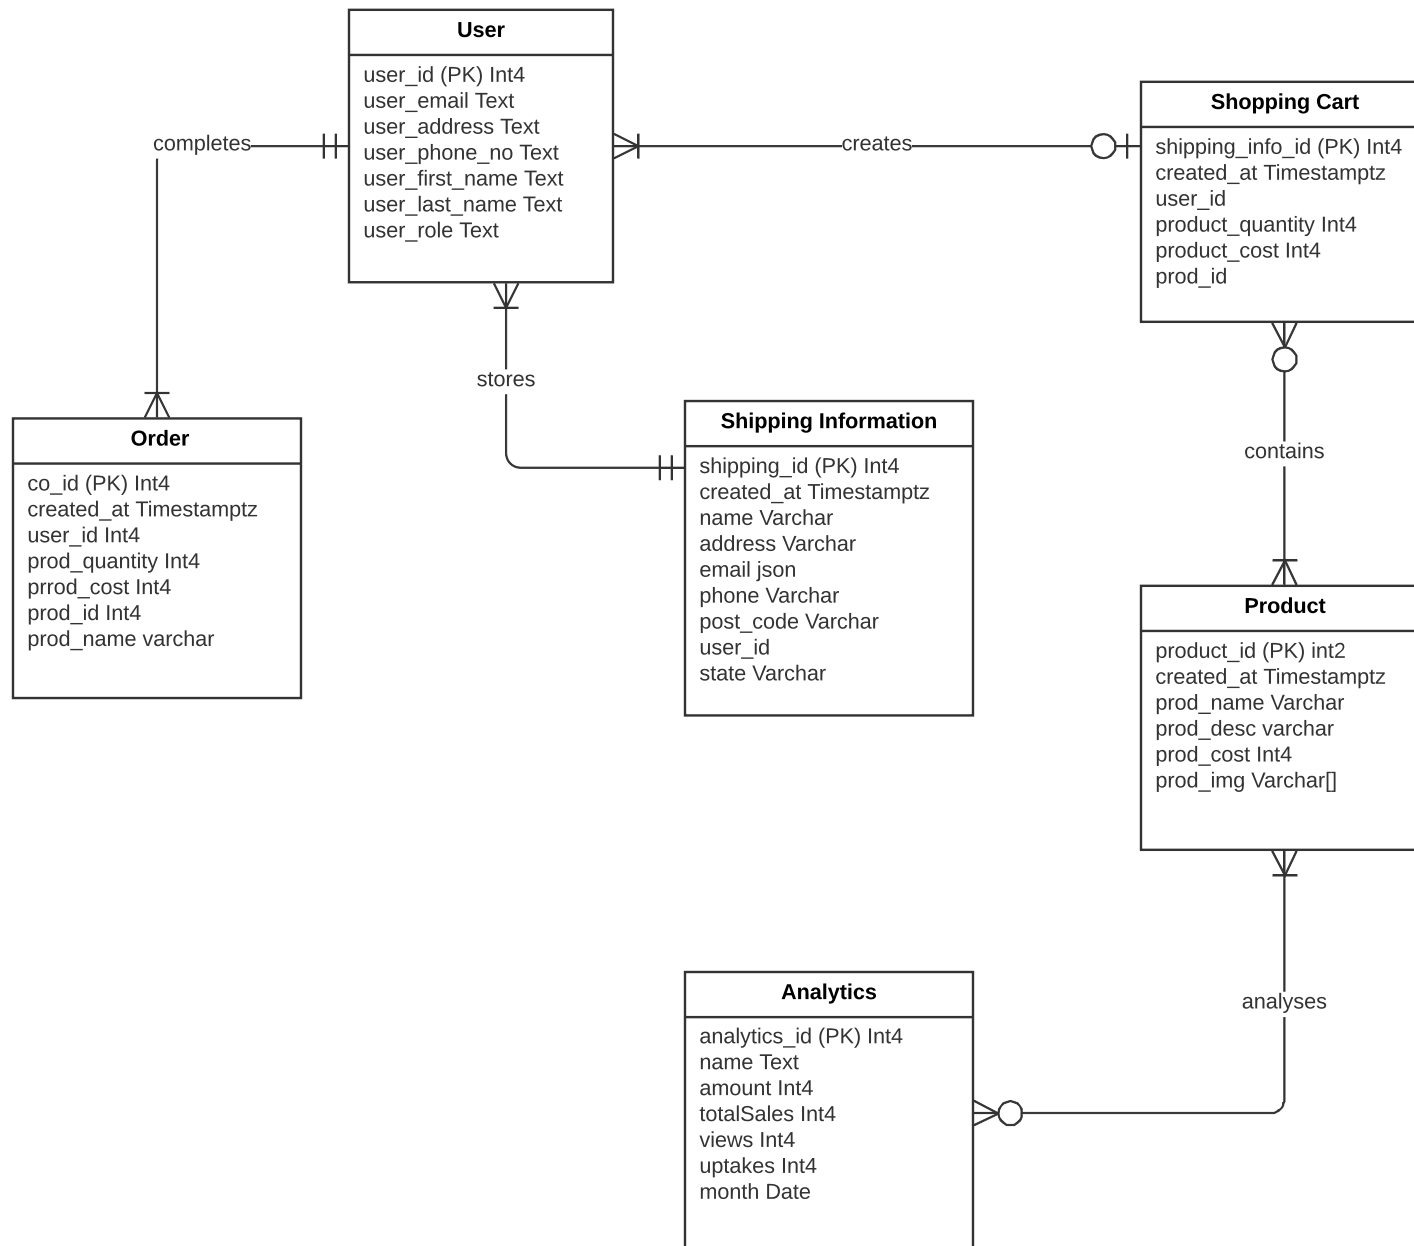 User
user_id (PK) Int4
user_email Text
user_address Text
user_phone_no Text
user_first_name Text
user_last_name Text
user_role Text
completes
creates
Shopping Cart
shipping_info_id (PK) Int4
created_at Timestamptz
user_id
product_quantity Int4
product_cost Int4
prod_id
stores
Order
co_id (PK) Int4
created_at Timestamptz
user_id Int4
prod_quantity Int4
prrod_cost Int4
prod_id Int4
prod_name varchar
Shipping Information
shipping_id (PK) Int4
created_at Timestamptz
name Varchar
address Varchar
email json
phone Varchar
post_code Varchar
user_id
state Varchar
contains
Product
product_id (PK) int2
created_at Timestamptz
prod_name Varchar
prod_desc varchar
prod_cost Int4
prod_img Varchar[]
analyses
Analytics
analytics_id (PK) Int4
name Text
amount Int4
totalSales Int4
views Int4
uptakes Int4
month Date